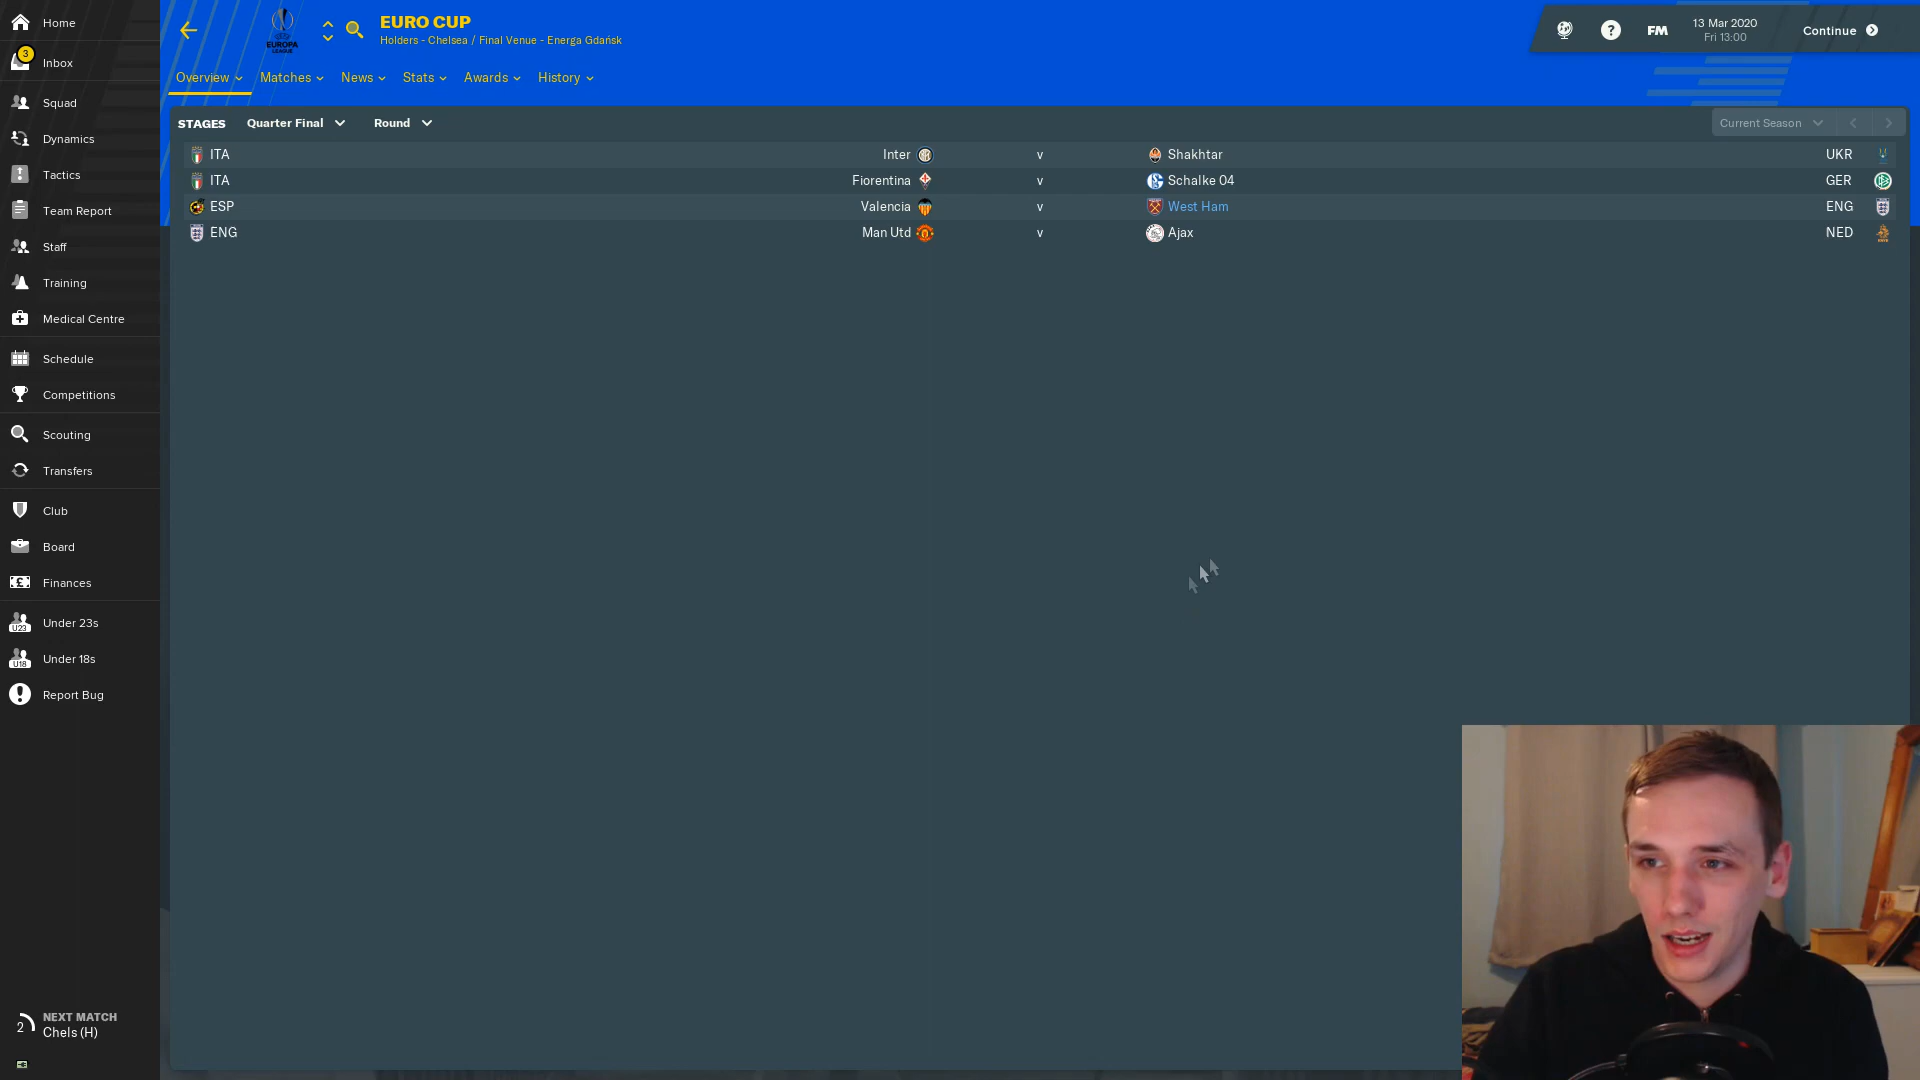 Home
3
Inbox
Squad
Dynamics
Tactics
Team Report
Staff
Training
Medical Centre
Schedule
Competitions
Scouting
Transfers
Club
Board
Finances
U23
Under 23s
U18
Under 18s
Report Bug
2
NEXT MATCH
Chels (H)
EUROPA
LEAGUE
EURO CUP
Holders - Chelsea / Final Venue - Energa Gdańsk
FM
13 Mar 2020
Fri 13:00
Continue
Overview Matches News Stats Awards History
STAGES Quarter Final Round Current Season
ITA Inter v Shakhtar UKR
ITA Fiorentina v Schalke 04 GER
ESP Valencia v West Ham ENG
ENG Man Utd v Ajax NED